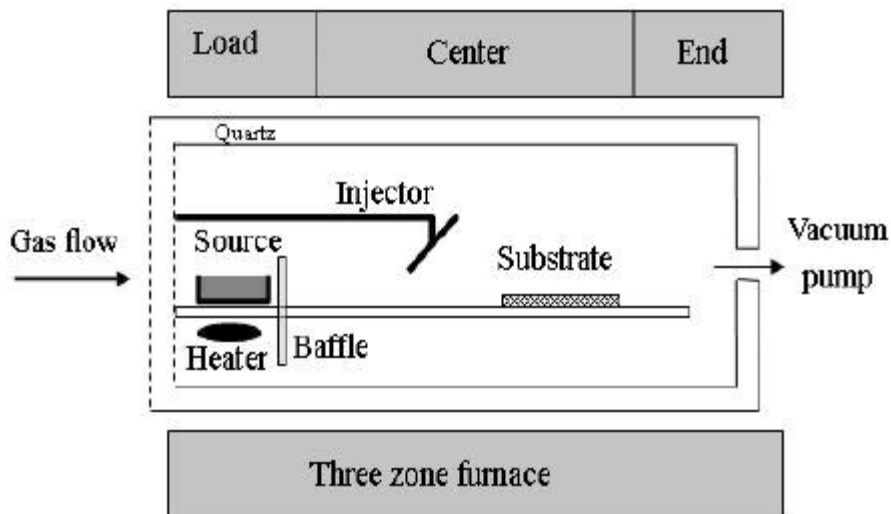 Load
Center
End
Quartz
Injector
Gas flow
Source
Substrate
Vacuum
pump
Heater
Baffle
Three zone furnace